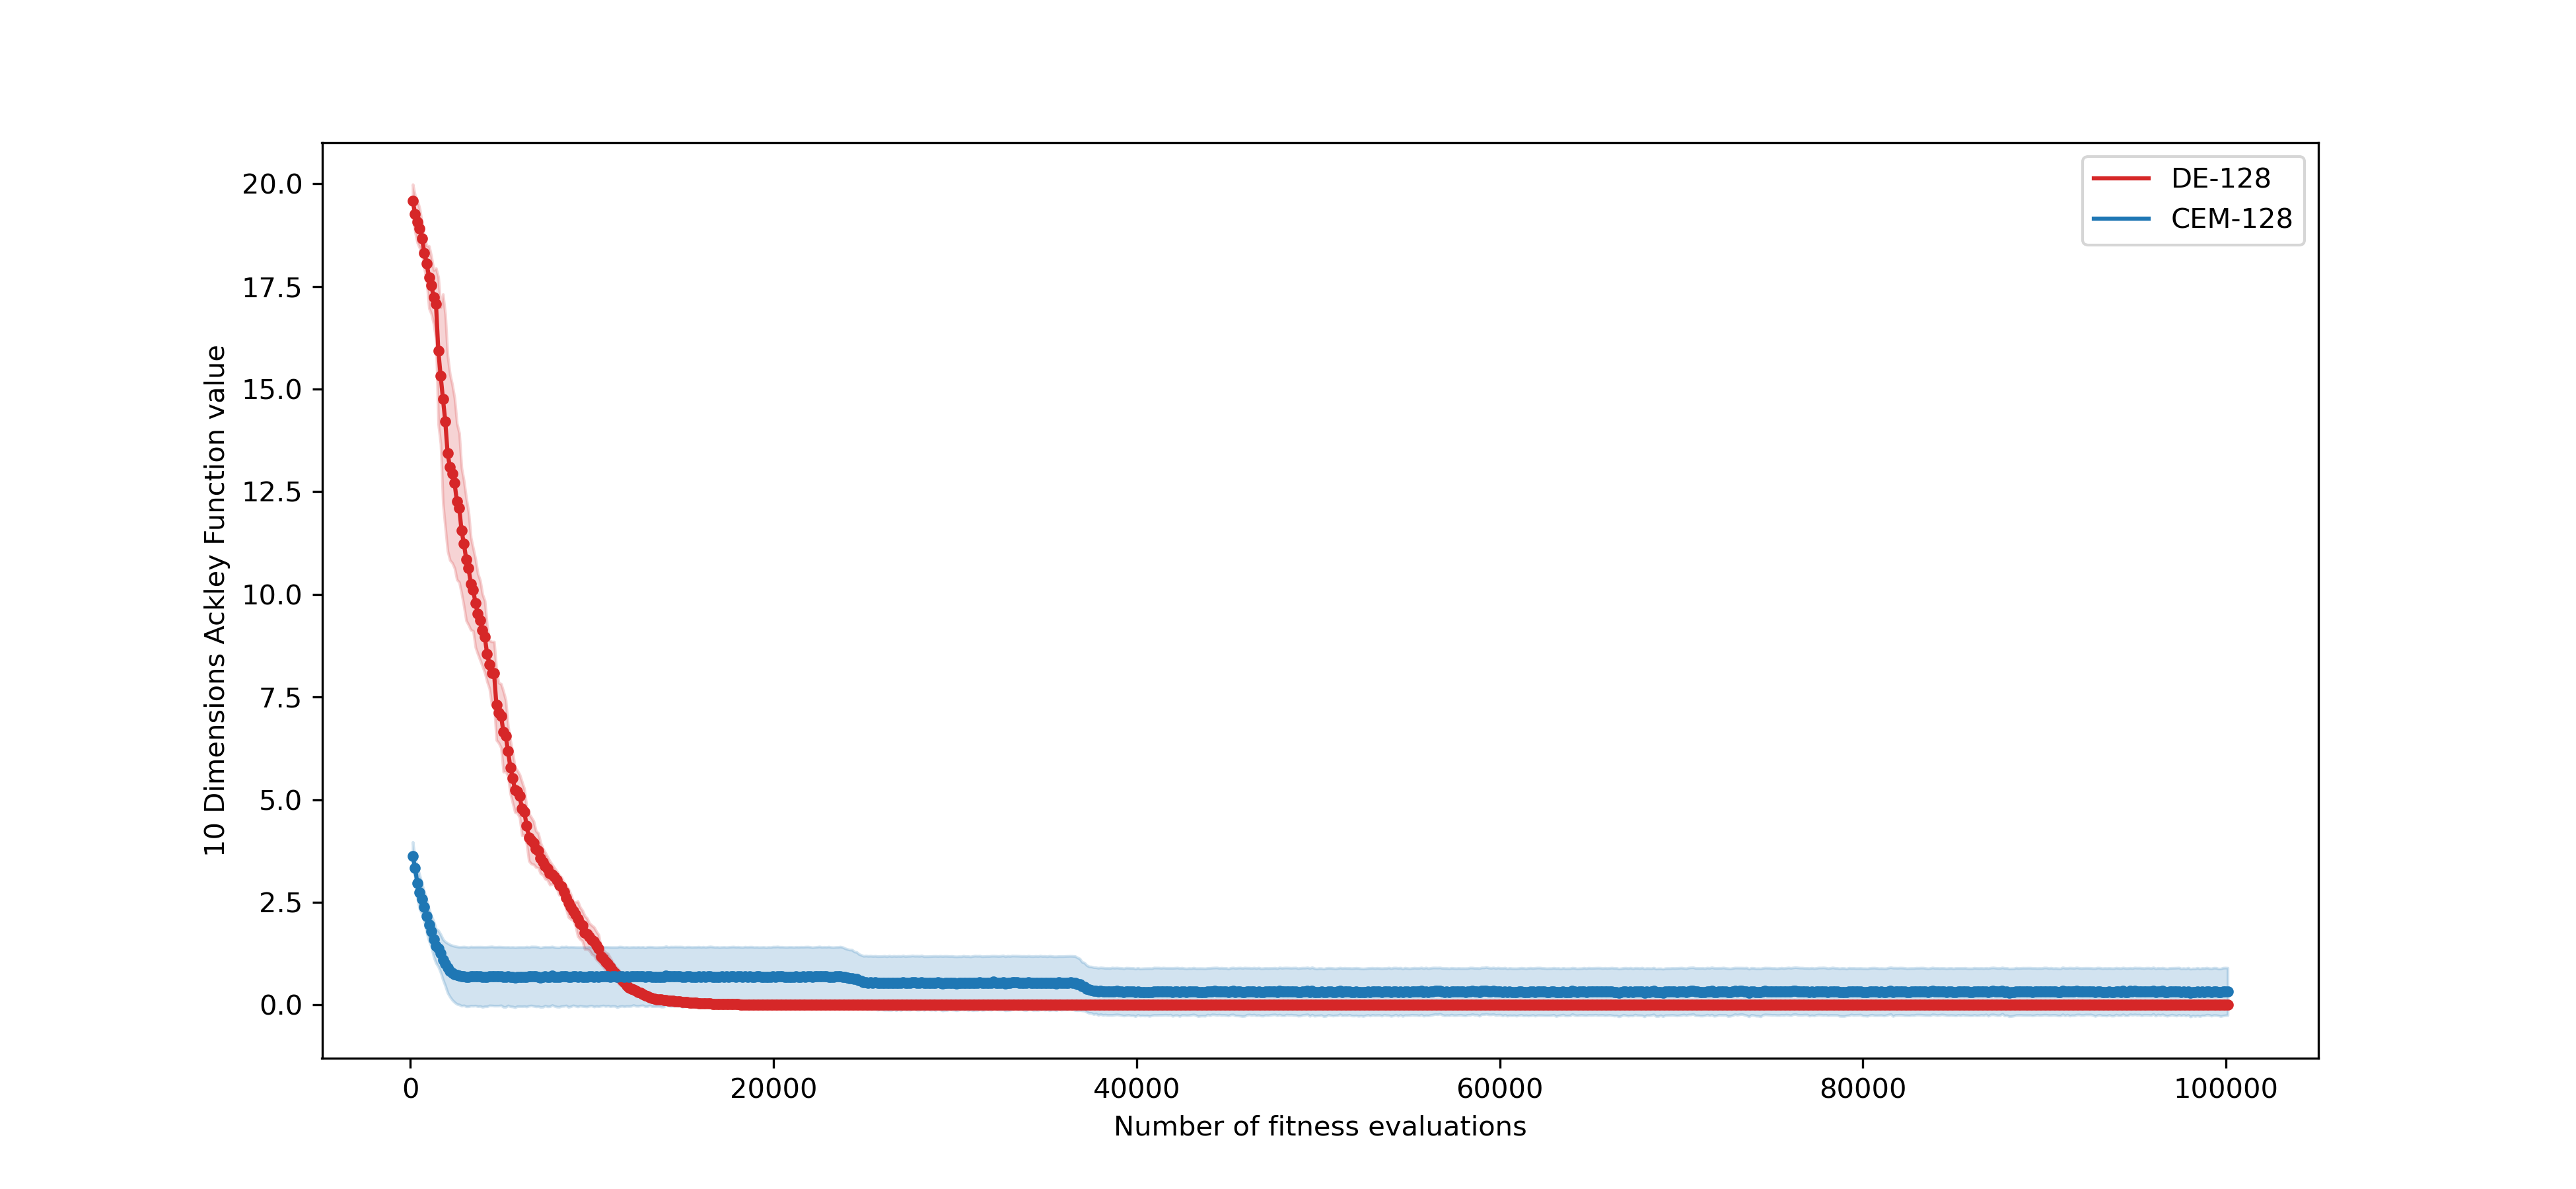 DE-128
CEM-128
20.0
17.5
15.0
12.5
10.0
7.5
5.0
2.5
0.0
10 Dimensions Ackley Function value
0 20000 40000 60000 80000 100000
Number of fitness evaluations